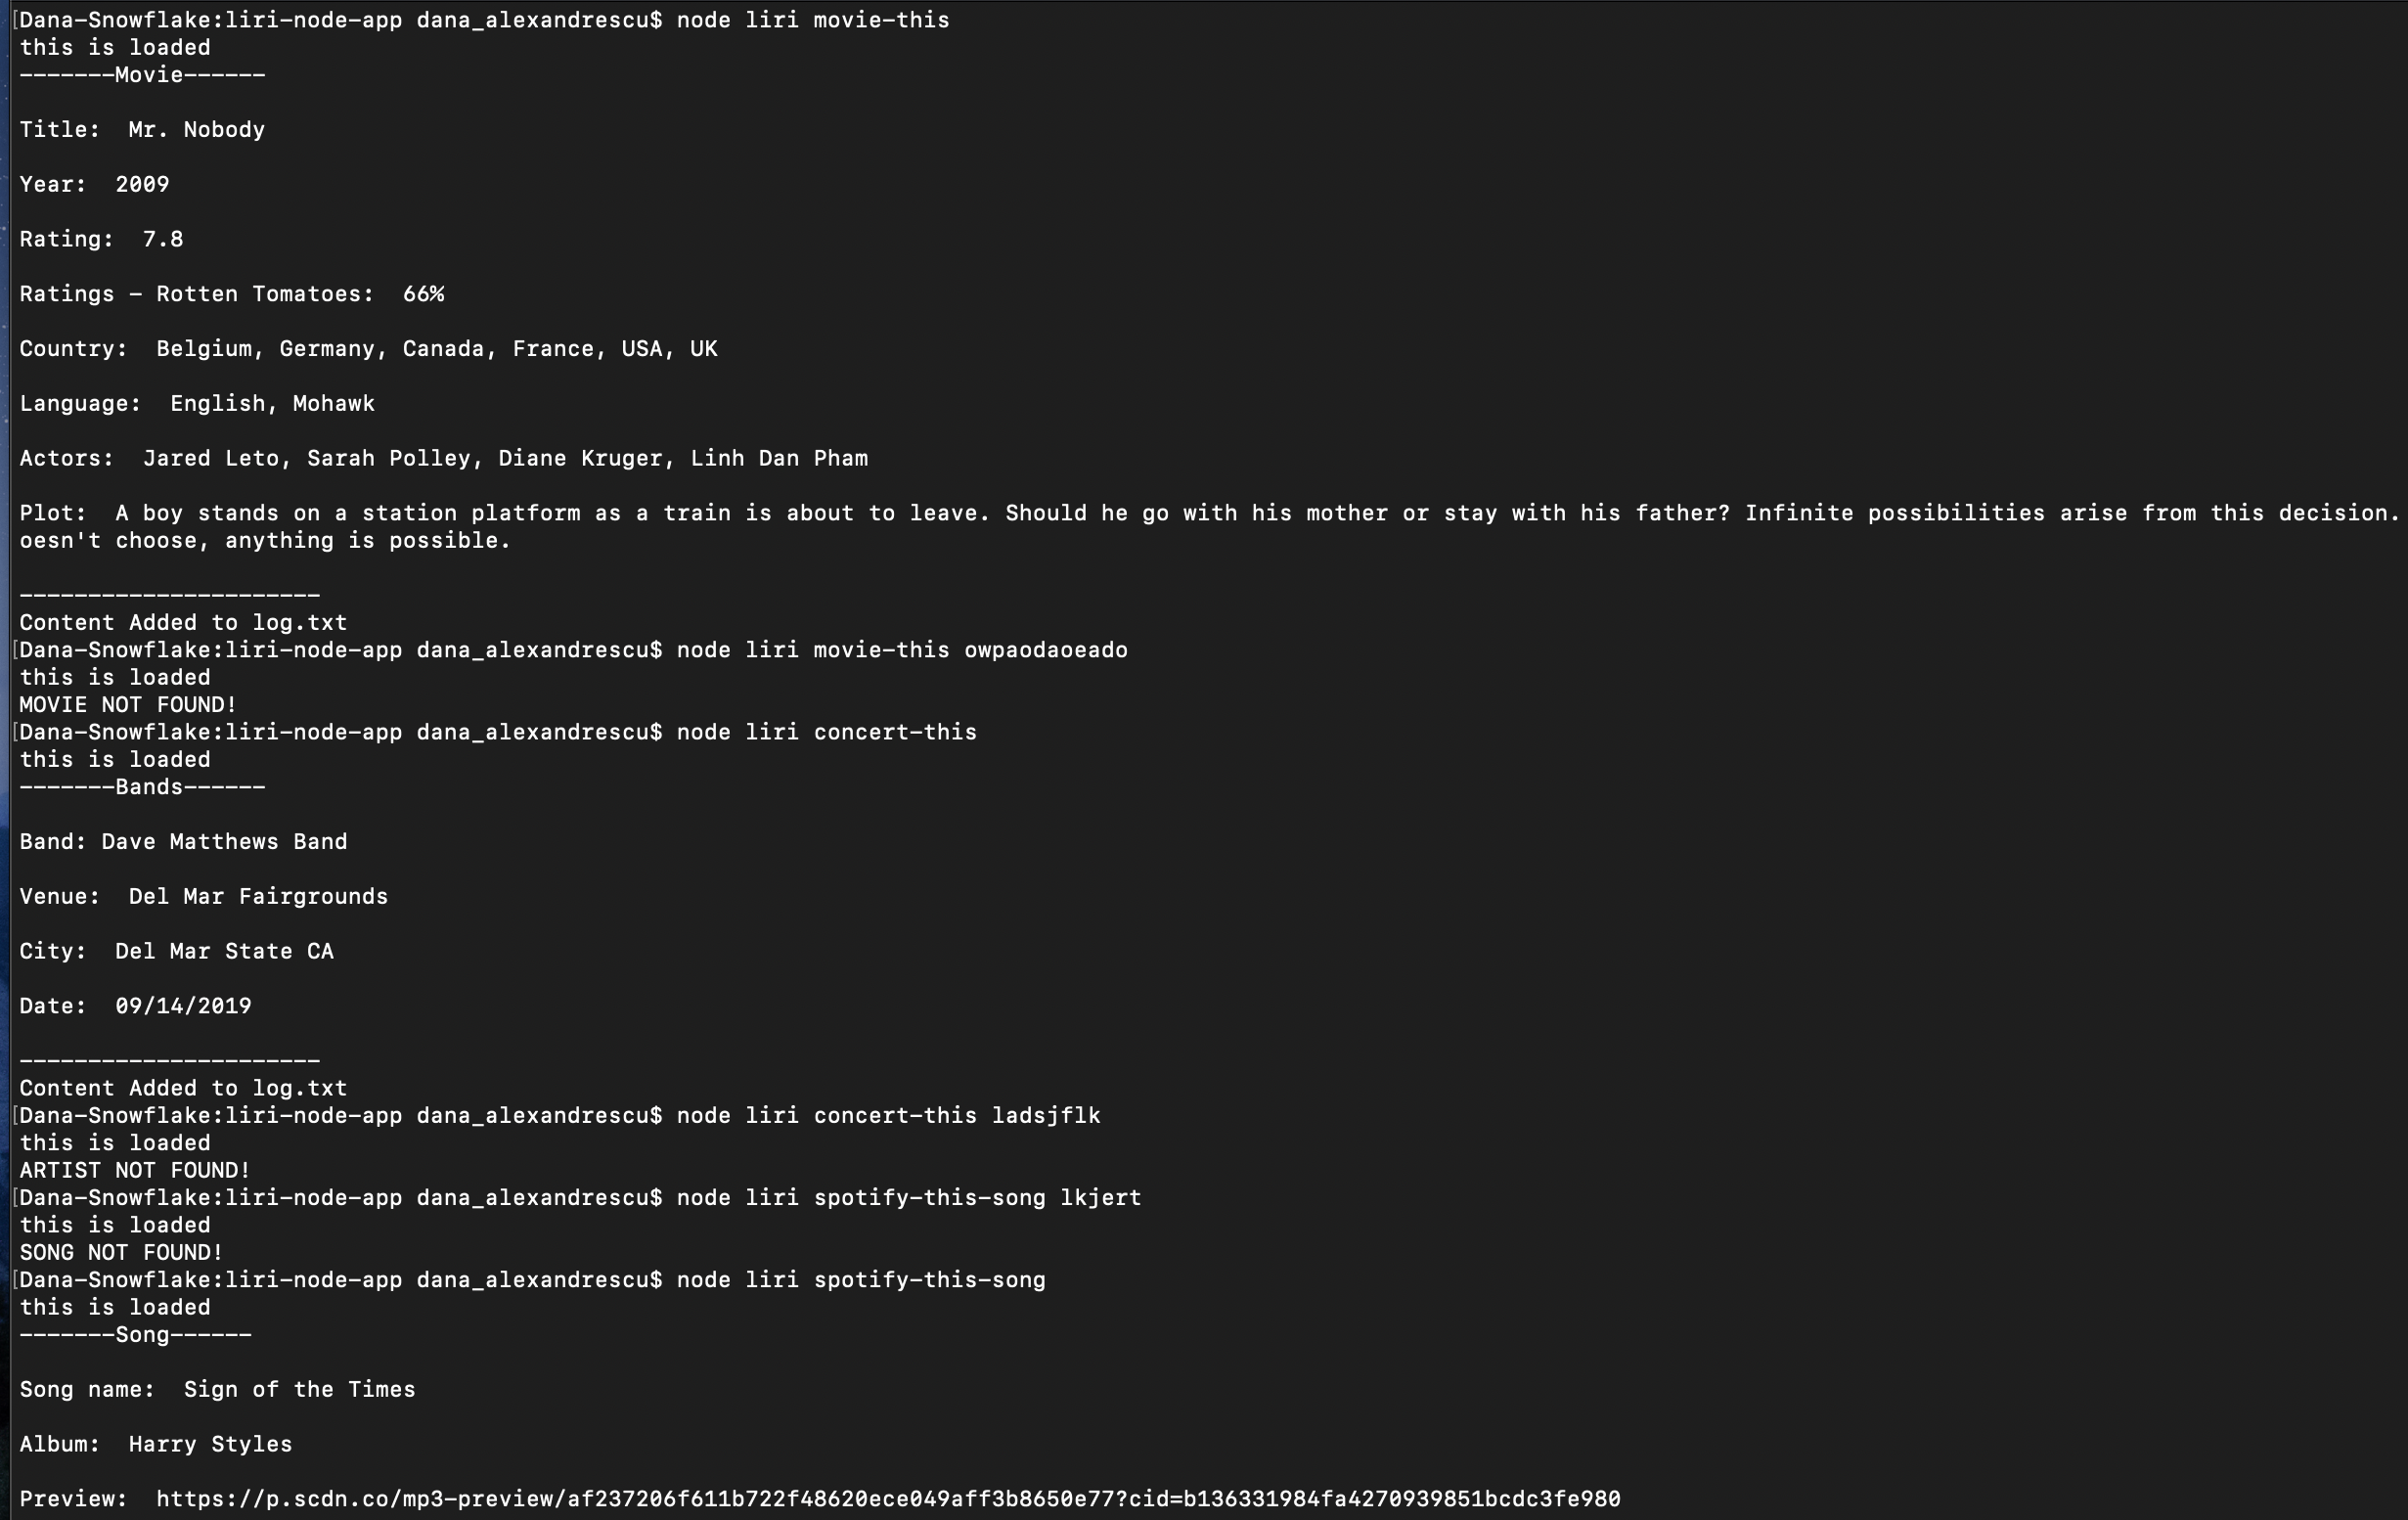 [Dana-Snowflake:liri-node-app dana_alexandrescu$ node liri movie-this
this is loaded
-------Movie------
Title:  Mr. Nobody
Year:  2009
Rating:  7.8
Ratings - Rotten Tomatoes:  66%
Country:  Belgium, Germany, Canada, France, USA, UK
Language:  English, Mohawk
Actors:  Jared Leto, Sarah Polley, Diane Kruger, Linh Dan Pham
Plot:  A boy stands on a station platform as a train is about to leave. Should he go with his mother or stay with his father? Infinite possibilities arise from this decision.
oesn't choose, anything is possible.
----------------------
Content Added to log.txt
[Dana-Snowflake:liri-node-app dana_alexandrescu$ node liri movie-this owpaodaoeado
this is loaded
MOVIE NOT FOUND!
[Dana-Snowflake:liri-node-app dana_alexandrescu$ node liri concert-this
this is loaded
-------Bands------
Band: Dave Matthews Band
Venue:  Del Mar Fairgrounds
City:  Del Mar State CA
Date:  09/14/2019
----------------------
Content Added to log.txt
[Dana-Snowflake:liri-node-app dana_alexandrescu$ node liri concert-this ladsjflk
this is loaded
ARTIST NOT FOUND!
[Dana-Snowflake:liri-node-app dana_alexandrescu$ node liri spotify-this-song lkjert
this is loaded
SONG NOT FOUND!
[Dana-Snowflake:liri-node-app dana_alexandrescu$ node liri spotify-this-song
this is loaded
-------Song------
Song name:  Sign of the Times
Album:  Harry Styles
Preview:  https://p.scdn.co/mp3-preview/af237206f611b722f48620ece049aff3b8650e77?cid=b136331984fa4270939851bcdc3fe980